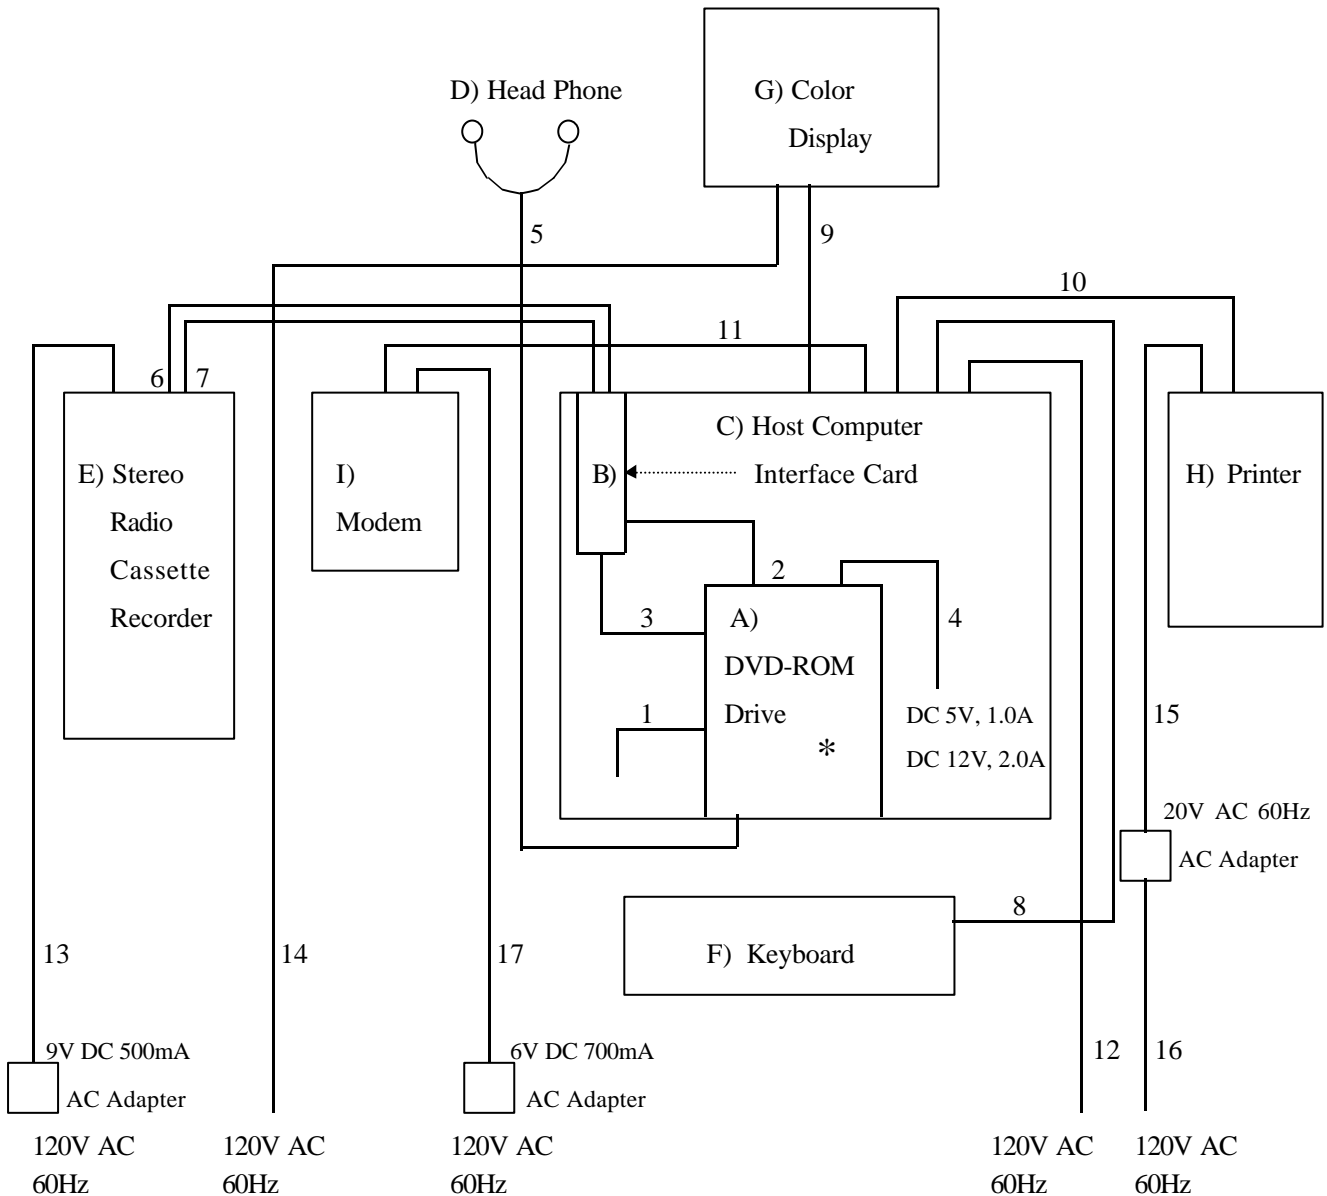 D) Head Phone
G) Color
Display
5
9
10
11
6
7
C) Host Computer
E) Stereo
Radio
Cassette
Recorder
I)
Modem
B)
Interface Card
H) Printer
2
3
A)
DVD-ROM
Drive
*
4
1
DC 5V, 1.0A
DC 12V, 2.0A
15
20V AC 60Hz
AC Adapter
8
F) Keyboard
13
14
17
9V DC 500mA
AC Adapter
6V DC 700mA
AC Adapter
12
16
120V AC
60Hz
120V AC
60Hz
120V AC
60Hz
120V AC
60Hz
120V AC
60Hz